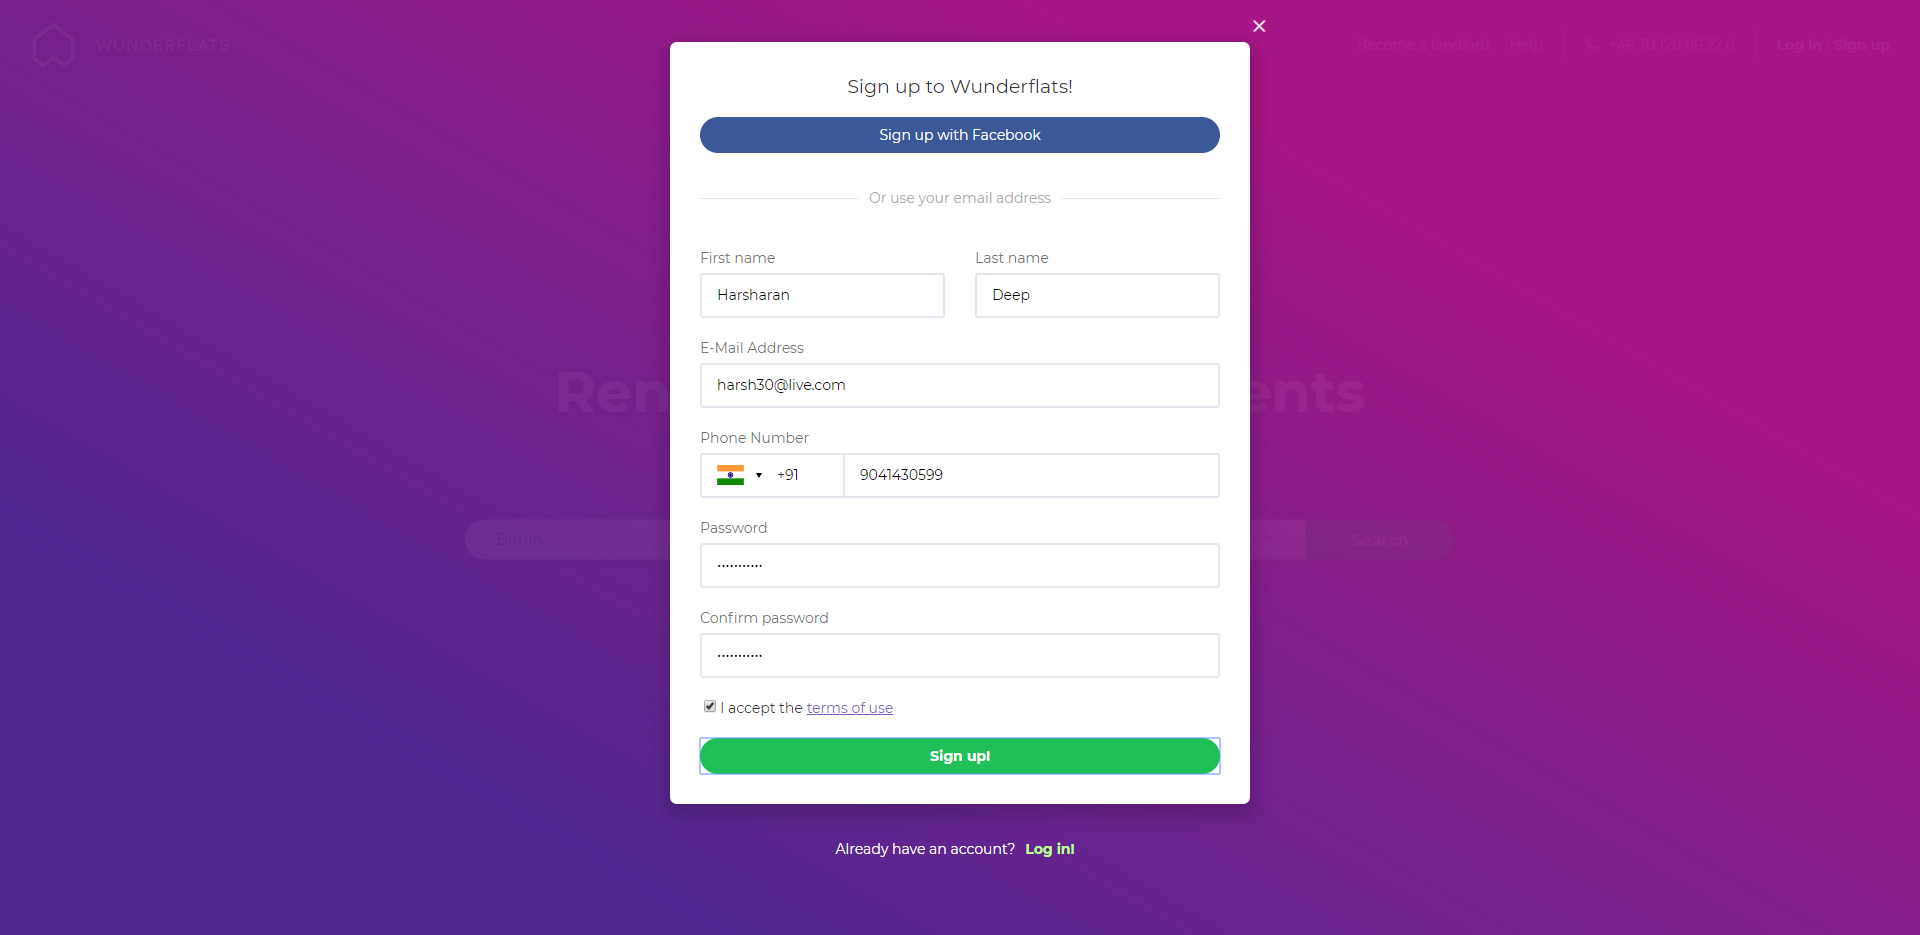 WUNDERFLATS
Become a landlord Help +49 30 120 86 22 0 Log in / Sign up
Sign up to Wunderflats!
Sign up with Facebook
Or use your email address
First name Last name
Harsharan Deep
E-Mail Address
harsh30@live.com
Ren ents
Phone Number
+91 9041430599
Password
Berlin Search
...........
Confirm password
...........
I accept the terms of use
Sign up!
Already have an account? Log in!